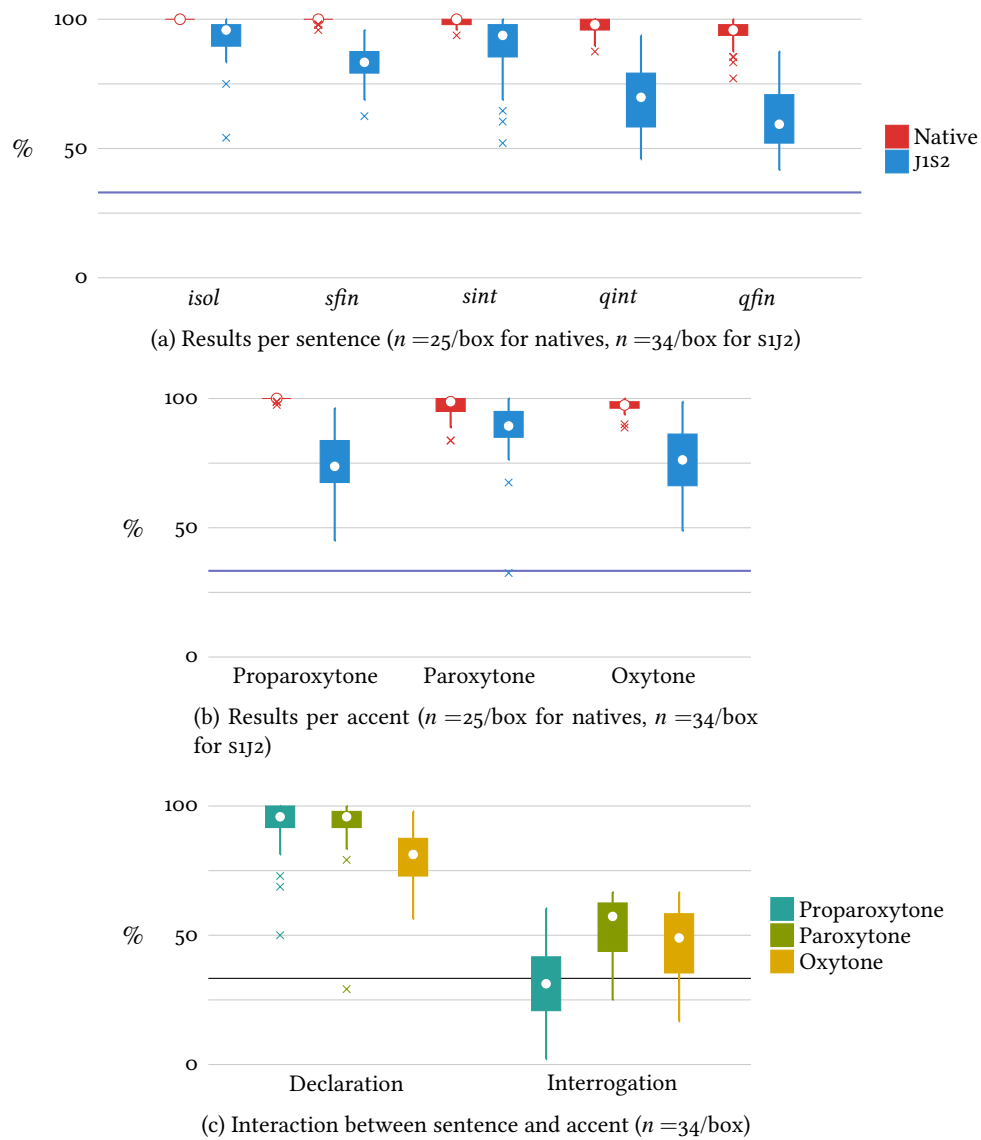 100
%
50
0
isol sfin sint qint qfin
Native
J1S2
(a) Results per sentence (n =25/box for natives, n =34/box for S1J2)
100
%
50
0
Proparoxytone Paroxytone Oxytone
(b) Results per accent (n =25/box for natives, n =34/box
for S1J2)
100
%
50
0
Declaration Interrogation
Proparoxytone
Paroxytone
Oxytone
(c) Interaction between sentence and accent (n =34/box)